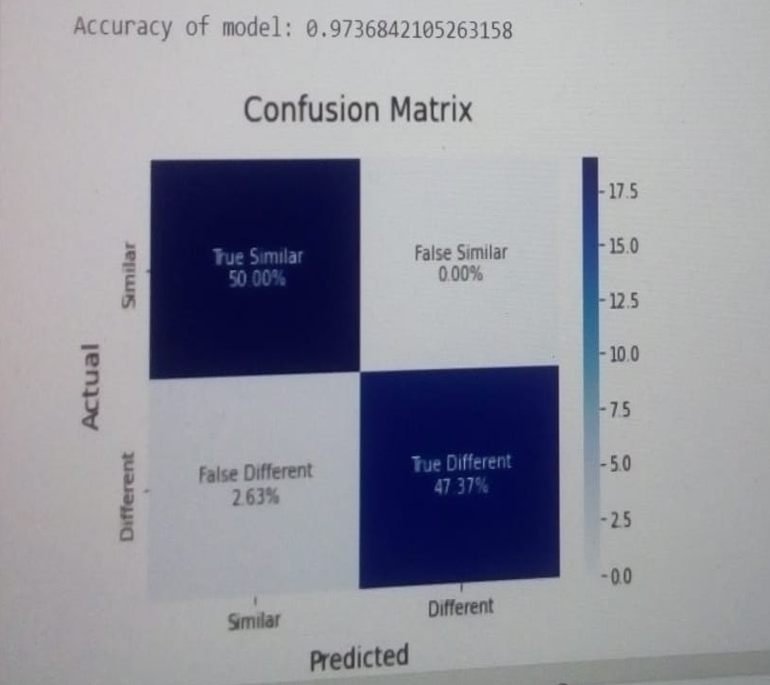 Accuracy of model: 0.9736842105263158
Confusion Matrix
True Similar
50.00%
False Similar
0.00%
False Different
2.63%
True Different
47.37%
Actual
Similar
Different
Similar
Different
Predicted
17.5
15.0
12.5
10.0
7.5
5.0
2.5
0.0